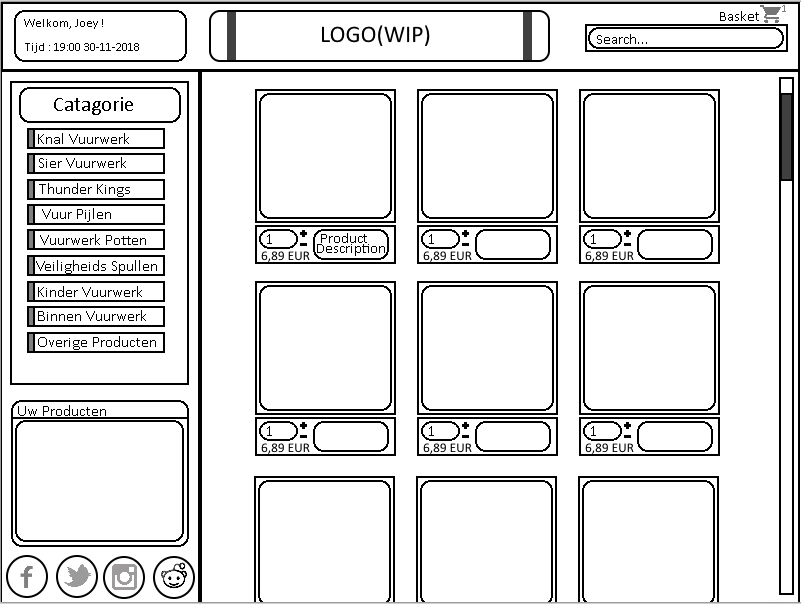 Welkom, Joey !
Tijd : 19:00 30-11-2018
LOGO(WIP)
Basket
1
Search...
Catagorie
Knal Vuurwerk
Sier Vuurwerk
Thunder Kings
Vuur Pijlen
Vuurwerk Potten
Veiligheids Spullen
Kinder Vuurwerk
Binnen Vuurwerk
Overige Producten
Uw Producten
1 + -
Product
Description
6,89 EUR
1 + -
6,89 EUR
1 + -
6,89 EUR
1 + -
6,89 EUR
1 + -
6,89 EUR
1 + -
6,89 EUR